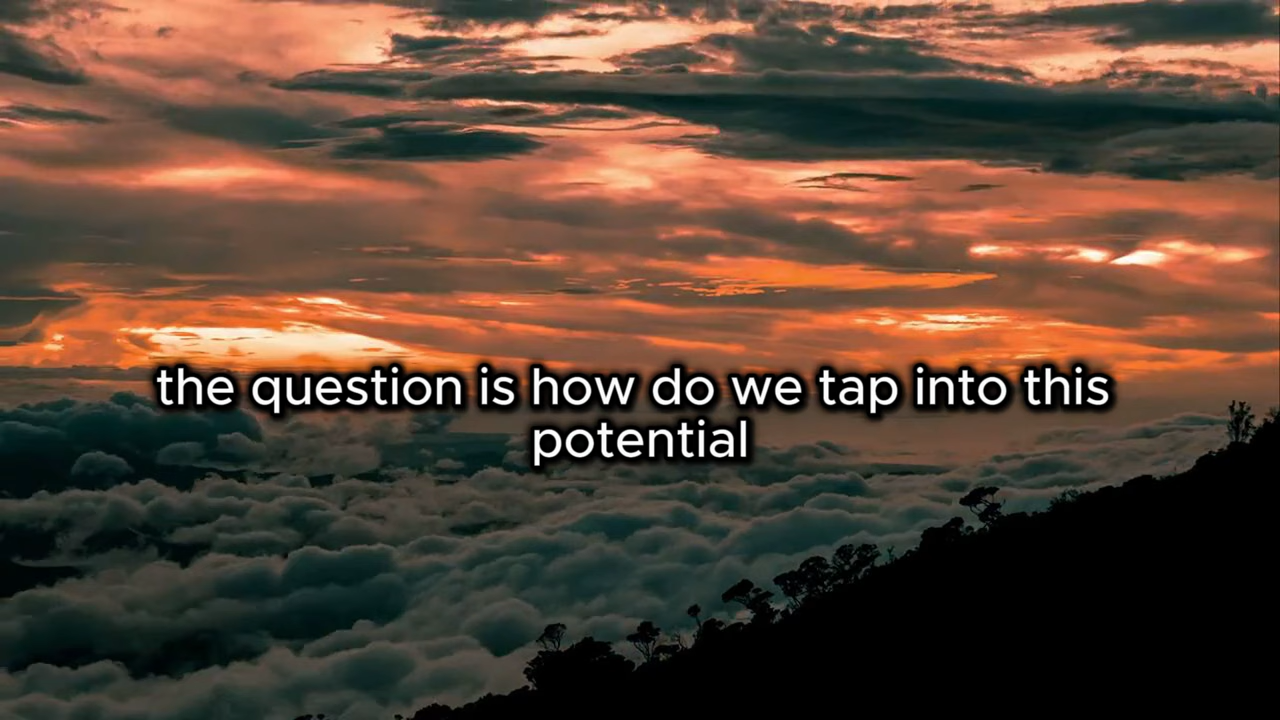 the question is how do we tap into this
potential